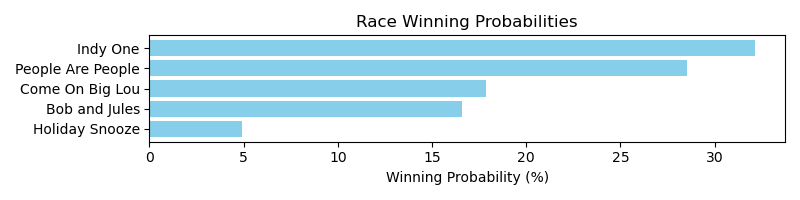 Race Winning Probabilities
Indy One
People Are People
Come On Big Lou
Bob and Jules
Holiday Snooze
0 5 10 15 20 25 30
Winning Probability (%)